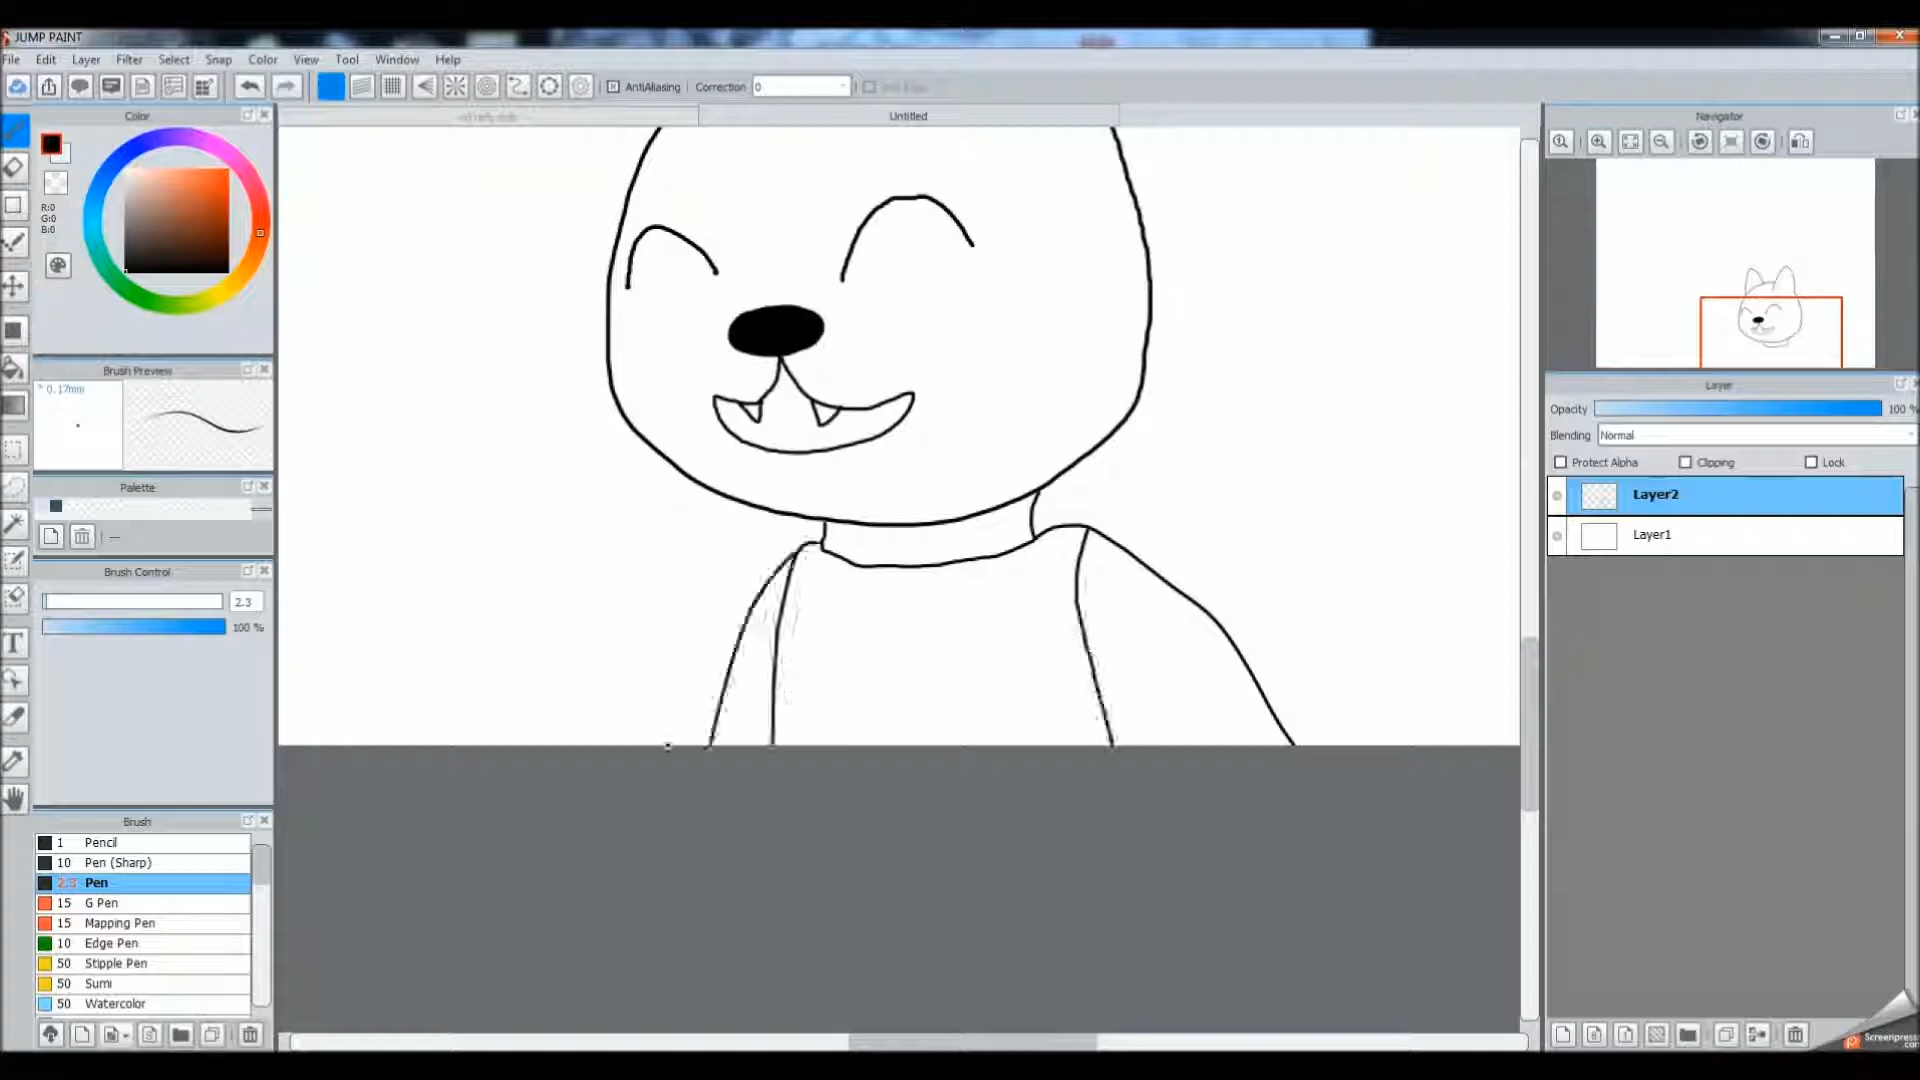 JUMP PAINT
File Edit Layer Filter Select Snap Color View Tool Window Help
AntiAliasing Correction 0
Color
Untitled
Navigator
R:0
G:0
B:0
Brush Preview
* 0.17mm
Layer
Opacity 100 %
Blending Normal
Protect Alpha Clipping Lock
Palette
Layer2
Layer1
Brush Control
2.3
100 %
Brush
1 Pencil
10 Pen (Sharp)
2.3 Pen
15 G Pen
15 Mapping Pen
10 Edge Pen
50 Stipple Pen
50 Sumi
50 Watercolor
Screenpress